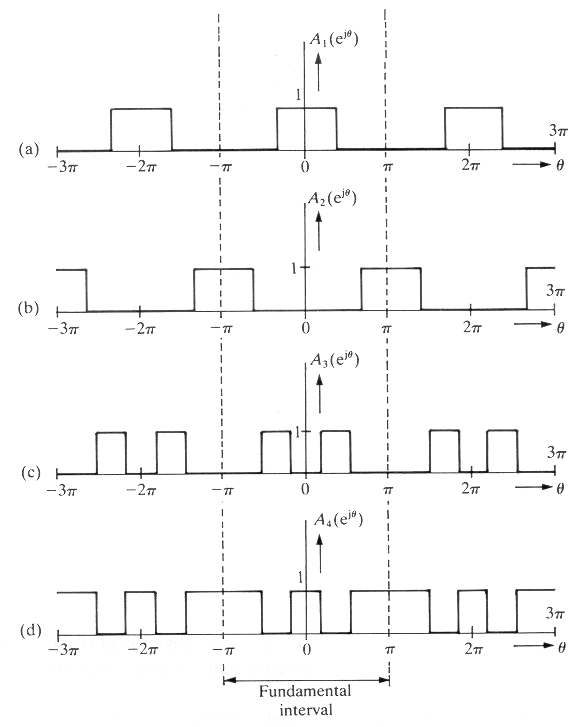 A₁(e^jθ)
1
(a)
−3π −2π −π 0 π 2π 3π θ
A₂(e^jθ)
1
(b)
−3π −2π −π 0 π 2π 3π θ
A₃(e^jθ)
1
(c)
−3π −2π −π 0 π 2π 3π θ
A₄(e^jθ)
1
(d)
−3π −2π −π 0 π 2π 3π θ
Fundamental
interval